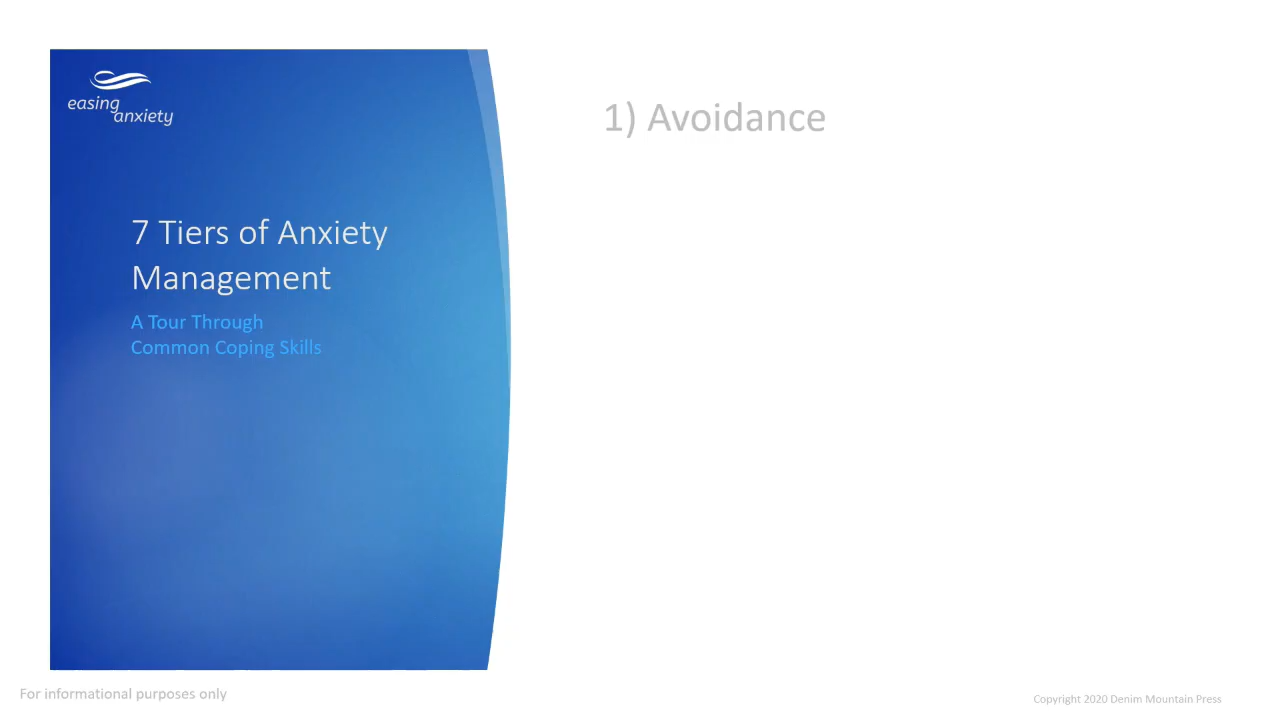 easing
anxiety
7 Tiers of Anxiety
Management
A Tour Through
Common Coping Skills
1) Avoidance
For informational purposes only
Copyright 2020 Denim Mountain Press